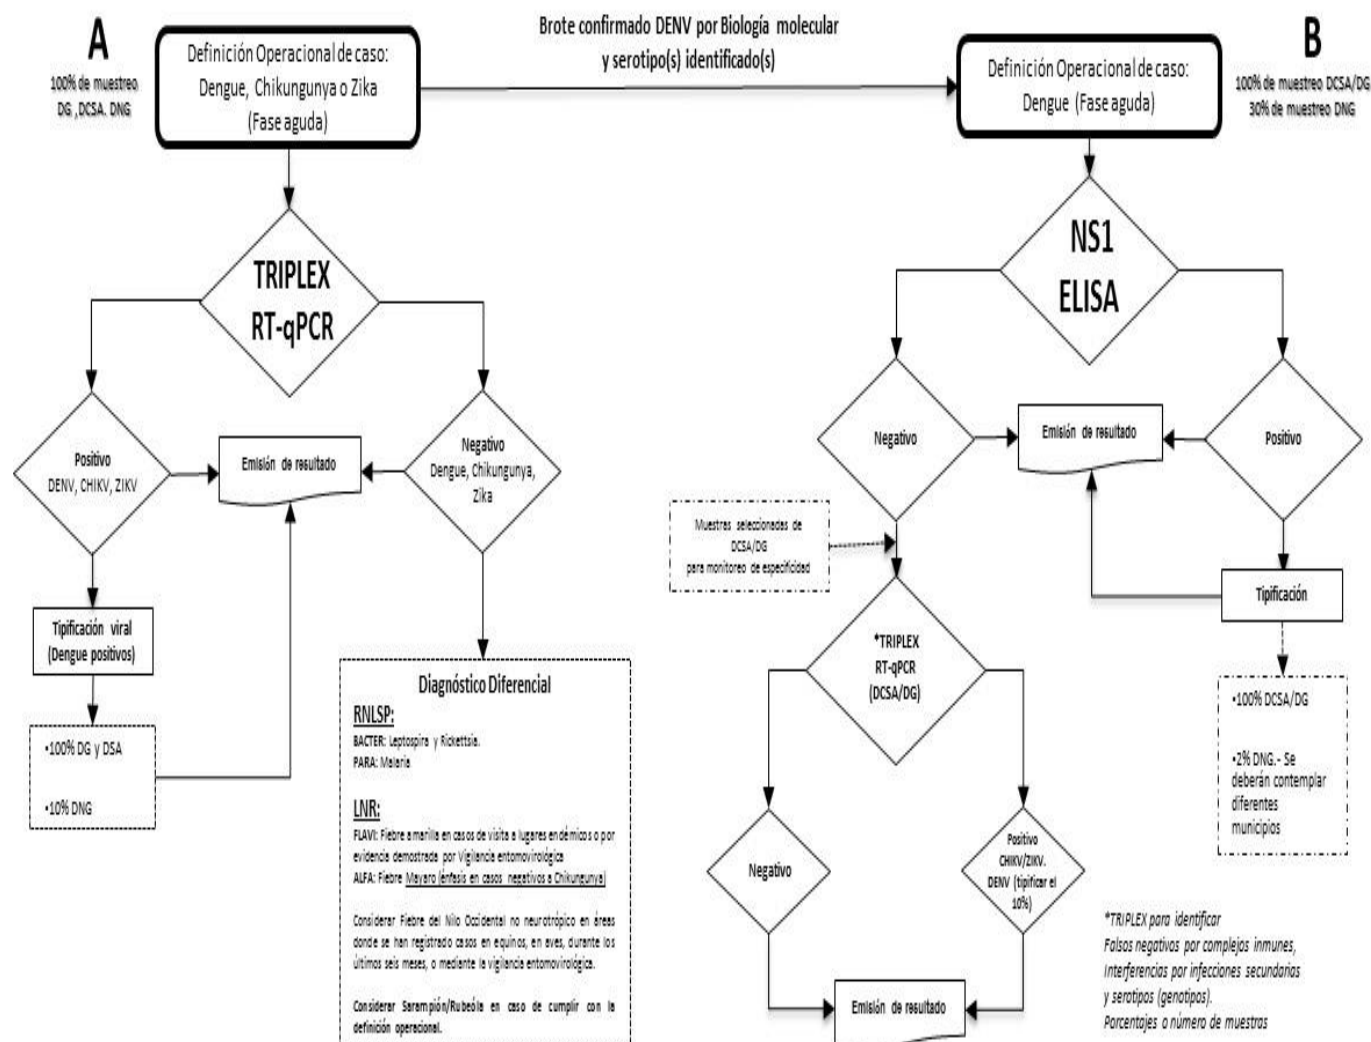 A
100% de muestreo
DG ,DCSA. DNG
Definición Operacional de caso:
Dengue, Chikungunya o Zika
(Fase aguda)
Brote confirmado DENV por Biología molecular
y serotipo(s) identificado(s)
Definición Operacional de caso:
Dengue (Fase aguda)
B
100% de muestreo DCSA/DG
30% de muestreo DNG
TRIPLEX
RT-qPCR
Positivo
DENV, CHIKV, ZIKV
Emisión de resultado
Negativo
Dengue, Chikungunya,
Zika
Tipificación viral
(Dengue positivos)
•100% DG y DSA
•10% DNG
Diagnóstico Diferencial
RNLSP:
BACTER: Leptospira y Rickettsia.
PARA: Malaria
LNR:
FLAVI: Fiebre amarilla en casos de visita a lugares endémicos o por
evidencia demostrada por Vigilancia entomovirológica
ALFA: Fiebre Mayaro (énfasis en casos negativos a Chikungunya)
Considerar Fiebre del Nilo Occidental no neurotrópico en áreas
donde se han registrado casos en equinos, en aves, durante los
últimos seis meses, o mediante la vigilancia entomovirológica.
Considerar Sarampión/Rubeóla en caso de cumplir con la
definición operacional.
NS1
ELISA
Negativo
Emisión de resultado
Positivo
Muestras seleccionadas de
DCSA/DG
para monitoreo de especificidad
Tipificación
*TRIPLEX
RT-qPCR
(DCSA/DG)
•100% DCSA/DG
•2% DNG.- Se
deberán contemplar
diferentes
municipios
Negativo
Positivo
CHIKV/ZIKV.
DENV (tipificar el
10%)
Emisión de resultado
*TRIPLEX para identificar
Falsos negativos por complejos inmunes,
Interferencias por infecciones secundarias
y serotipos (genotipos).
Porcentajes o número de muestras